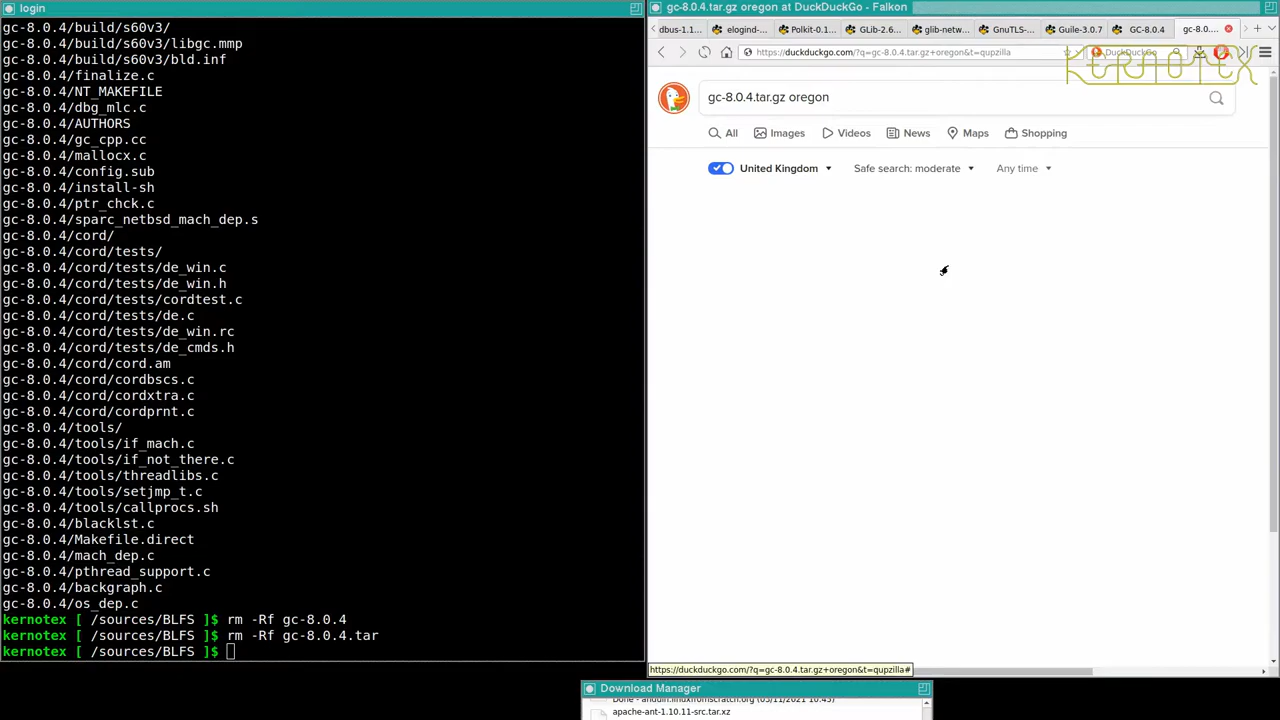 login
gc-8.0.4/build/s60v3/
gc-8.0.4/build/s60v3/libgc.mmp
gc-8.0.4/build/s60v3/bld.inf
gc-8.0.4/finalize.c
gc-8.0.4/NT_MAKEFILE
gc-8.0.4/dbg_mlc.c
gc-8.0.4/AUTHORS
gc-8.0.4/gc_cpp.cc
gc-8.0.4/mallocx.c
gc-8.0.4/config.sub
gc-8.0.4/install-sh
gc-8.0.4/ptr_chck.c
gc-8.0.4/sparc_netbsd_mach_dep.s
gc-8.0.4/cord/
gc-8.0.4/cord/tests/
gc-8.0.4/cord/tests/de_win.c
gc-8.0.4/cord/tests/de_win.h
gc-8.0.4/cord/tests/cordtest.c
gc-8.0.4/cord/tests/de.c
gc-8.0.4/cord/tests/de_win.rc
gc-8.0.4/cord/tests/de_cmds.h
gc-8.0.4/cord/cord.am
gc-8.0.4/cord/cordbscs.c
gc-8.0.4/cord/cordxtra.c
gc-8.0.4/cord/cordprnt.c
gc-8.0.4/tools/
gc-8.0.4/tools/if_mach.c
gc-8.0.4/tools/if_not_there.c
gc-8.0.4/tools/threadlibs.c
gc-8.0.4/tools/setjmp_t.c
gc-8.0.4/tools/callprocs.sh
gc-8.0.4/blacklst.c
gc-8.0.4/Makefile.direct
gc-8.0.4/mach_dep.c
gc-8.0.4/pthread_support.c
gc-8.0.4/backgraph.c
gc-8.0.4/os_dep.c
kernotex [ /sources/BLFS ]$ rm -Rf gc-8.0.4
kernotex [ /sources/BLFS ]$ rm -Rf gc-8.0.4.tar
kernotex [ /sources/BLFS ]$
gc-8.0.4.tar.gz oregon at DuckDuckGo - Falkon
dbus-1.1... elogind-... Polkit-0.1... GLib-2.6... glib-netw... GnuTLS-... Guile-3.0.7 GC-8.0.4 gc-8.0....
https://duckduckgo.com/?q=gc-8.0.4.tar.gz+oregon&t=qupzilla DuckDuckGo
KERNOTEX
gc-8.0.4.tar.gz oregon
All Images Videos News Maps Shopping
United Kingdom Safe search: moderate Any time
https://duckduckgo.com/?q=gc-8.0.4.tar.gz+oregon&t=qupzilla#
Download Manager
Done - anduin.linuxfromscratch.org (05/11/2021 10:45)
apache-ant-1.10.11-src.tar.xz